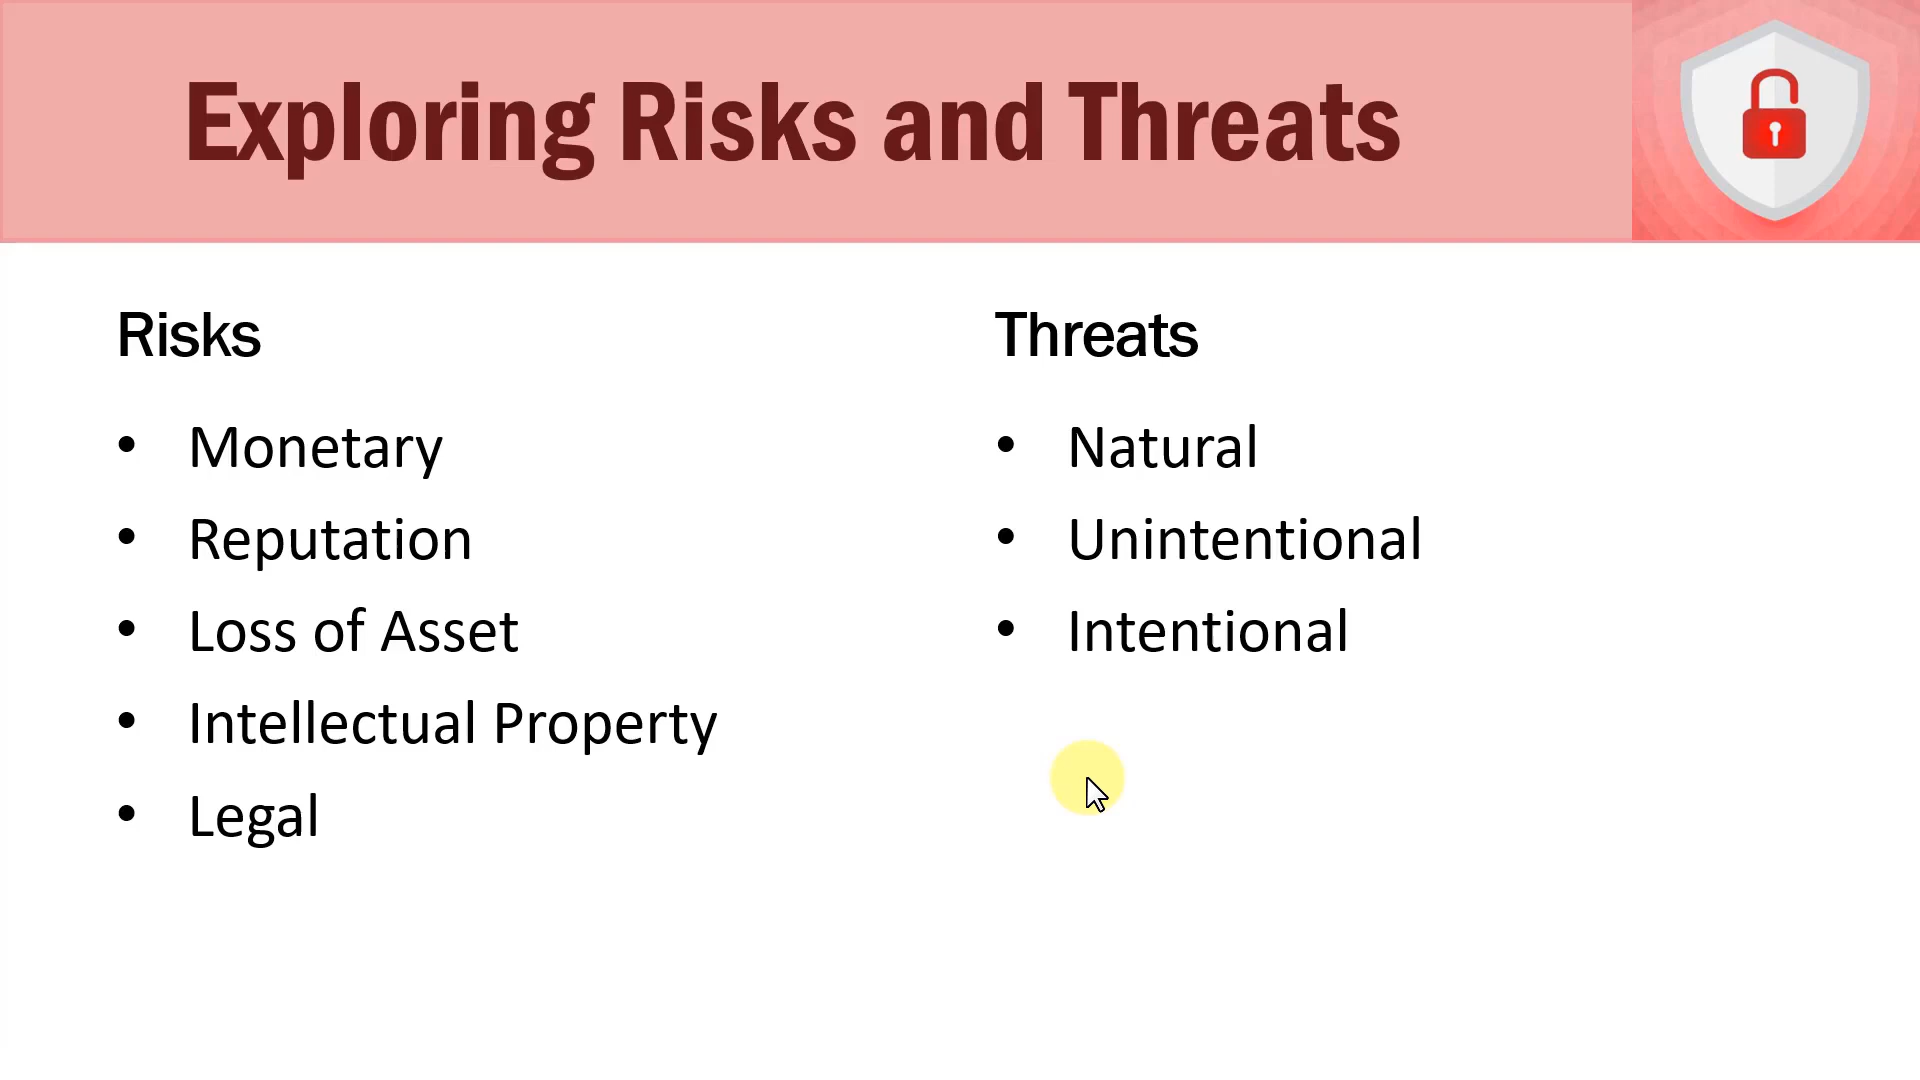 Exploring Risks and Threats
Risks
• Monetary
• Reputation
• Loss of Asset
• Intellectual Property
• Legal
Threats
• Natural
• Unintentional
• Intentional